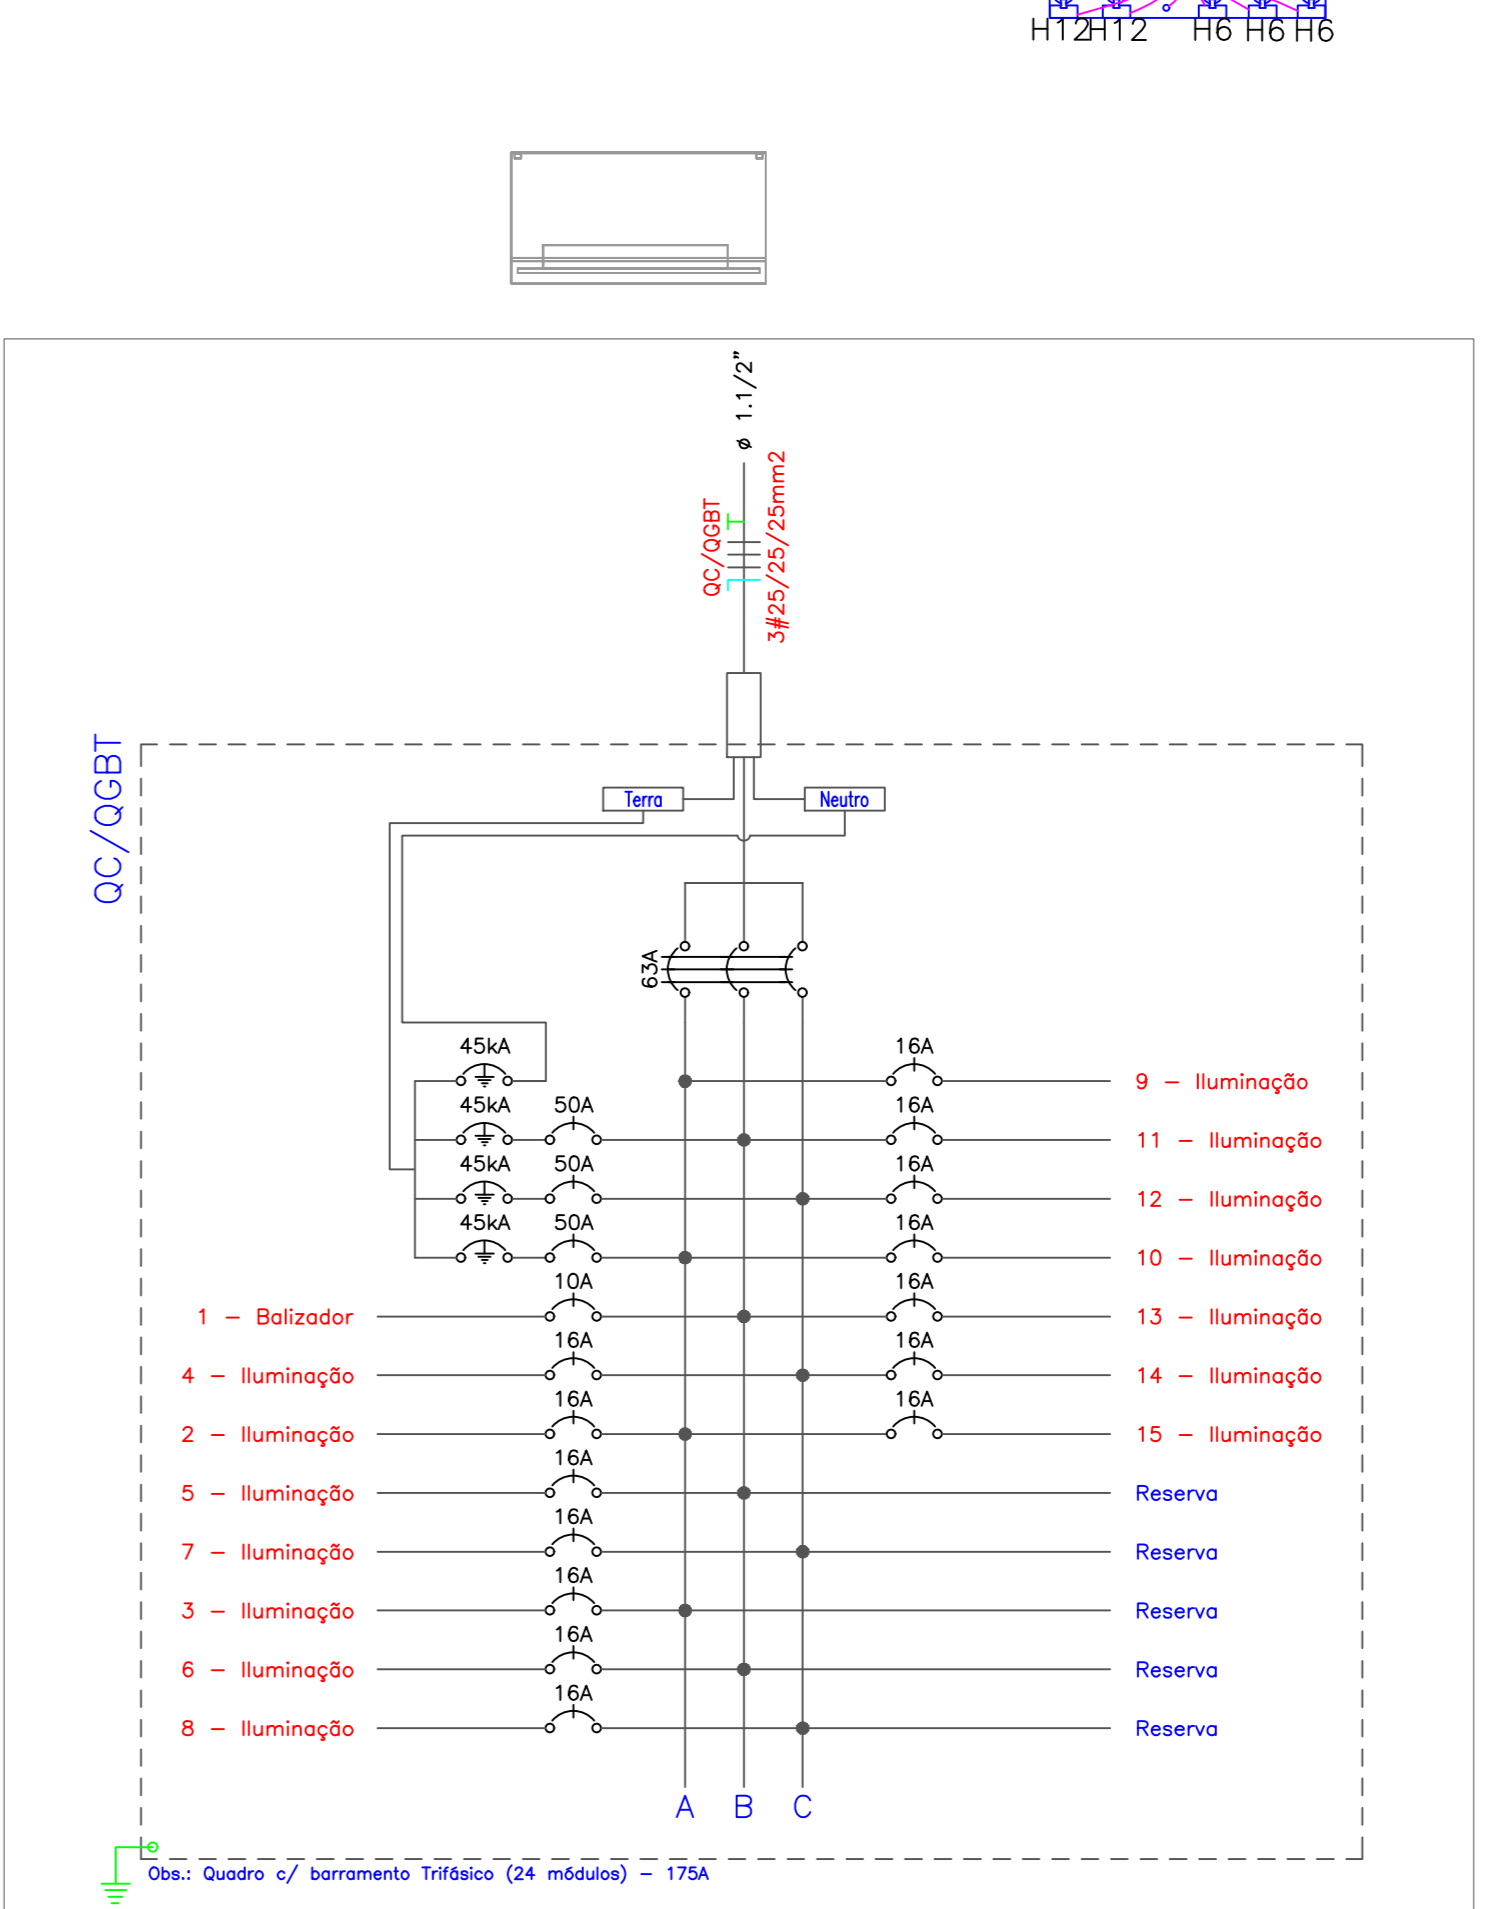 H12
H12
H6
H6
H6
ø 1.1/2"
QC/QGBT
3#25/25/25mm2
QC/QGBT
Terra
Neutro
63A
45kA
16A
9 - Iluminação
45kA
50A
16A
11 - Iluminação
45kA
50A
16A
12 - Iluminação
45kA
50A
16A
10 - Iluminação
1 - Balizador
10A
16A
13 - Iluminação
4 - Iluminação
16A
16A
14 - Iluminação
2 - Iluminação
16A
16A
15 - Iluminação
5 - Iluminação
16A
Reserva
7 - Iluminação
16A
Reserva
3 - Iluminação
16A
Reserva
6 - Iluminação
16A
Reserva
8 - Iluminação
16A
Reserva
A
B
C
Obs.: Quadro c/ barramento Trifásico (24 módulos) - 175A